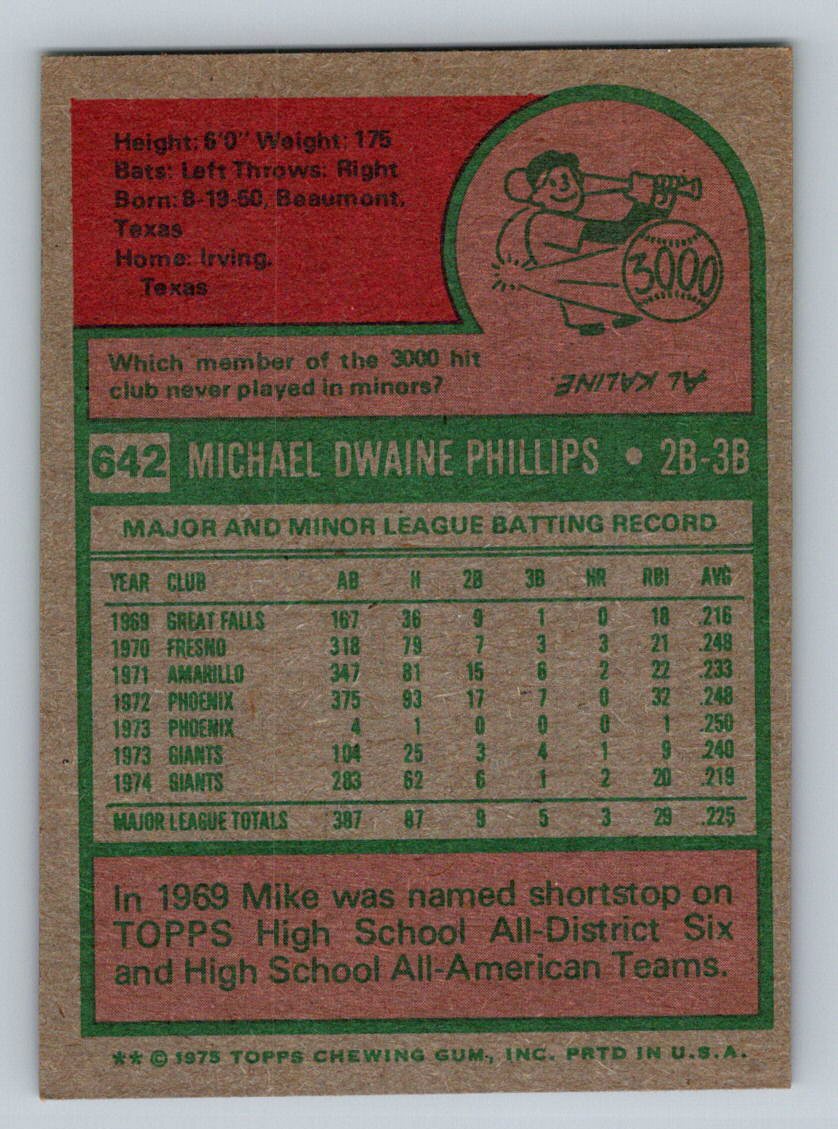 Height: 6'0" Weight: 175
Bats: Left Throws: Right
Born: 8-19-50, Beaumont,
Texas
Home: Irving,
Texas
3000
Which member of the 3000 hit
club never played in minors?
AL KALINE.
642 MICHAEL DWAINE PHILLIPS • 2B-3B
MAJOR AND MINOR LEAGUE BATTING RECORD
YEAR CLUB AB H 2B 3B HR RBI AVG
1969 GREAT FALLS 167 36 9 1 0 18 .216
1970 FRESNO 318 79 7 3 3 21 .248
1971 AMARILLO 347 81 15 6 2 22 .233
1972 PHOENIX 375 93 17 7 0 32 .248
1973 PHOENIX 4 1 0 0 0 1 .250
1973 GIANTS 104 25 3 4 1 9 .240
1974 GIANTS 283 62 6 1 2 20 .219
MAJOR LEAGUE TOTALS 387 87 9 5 3 29 .225
In 1969 Mike was named shortstop on
TOPPS High School All-District Six
and High School All-American Teams.
** © 1975 TOPPS CHEWING GUM., INC. PRTD IN U.S.A.